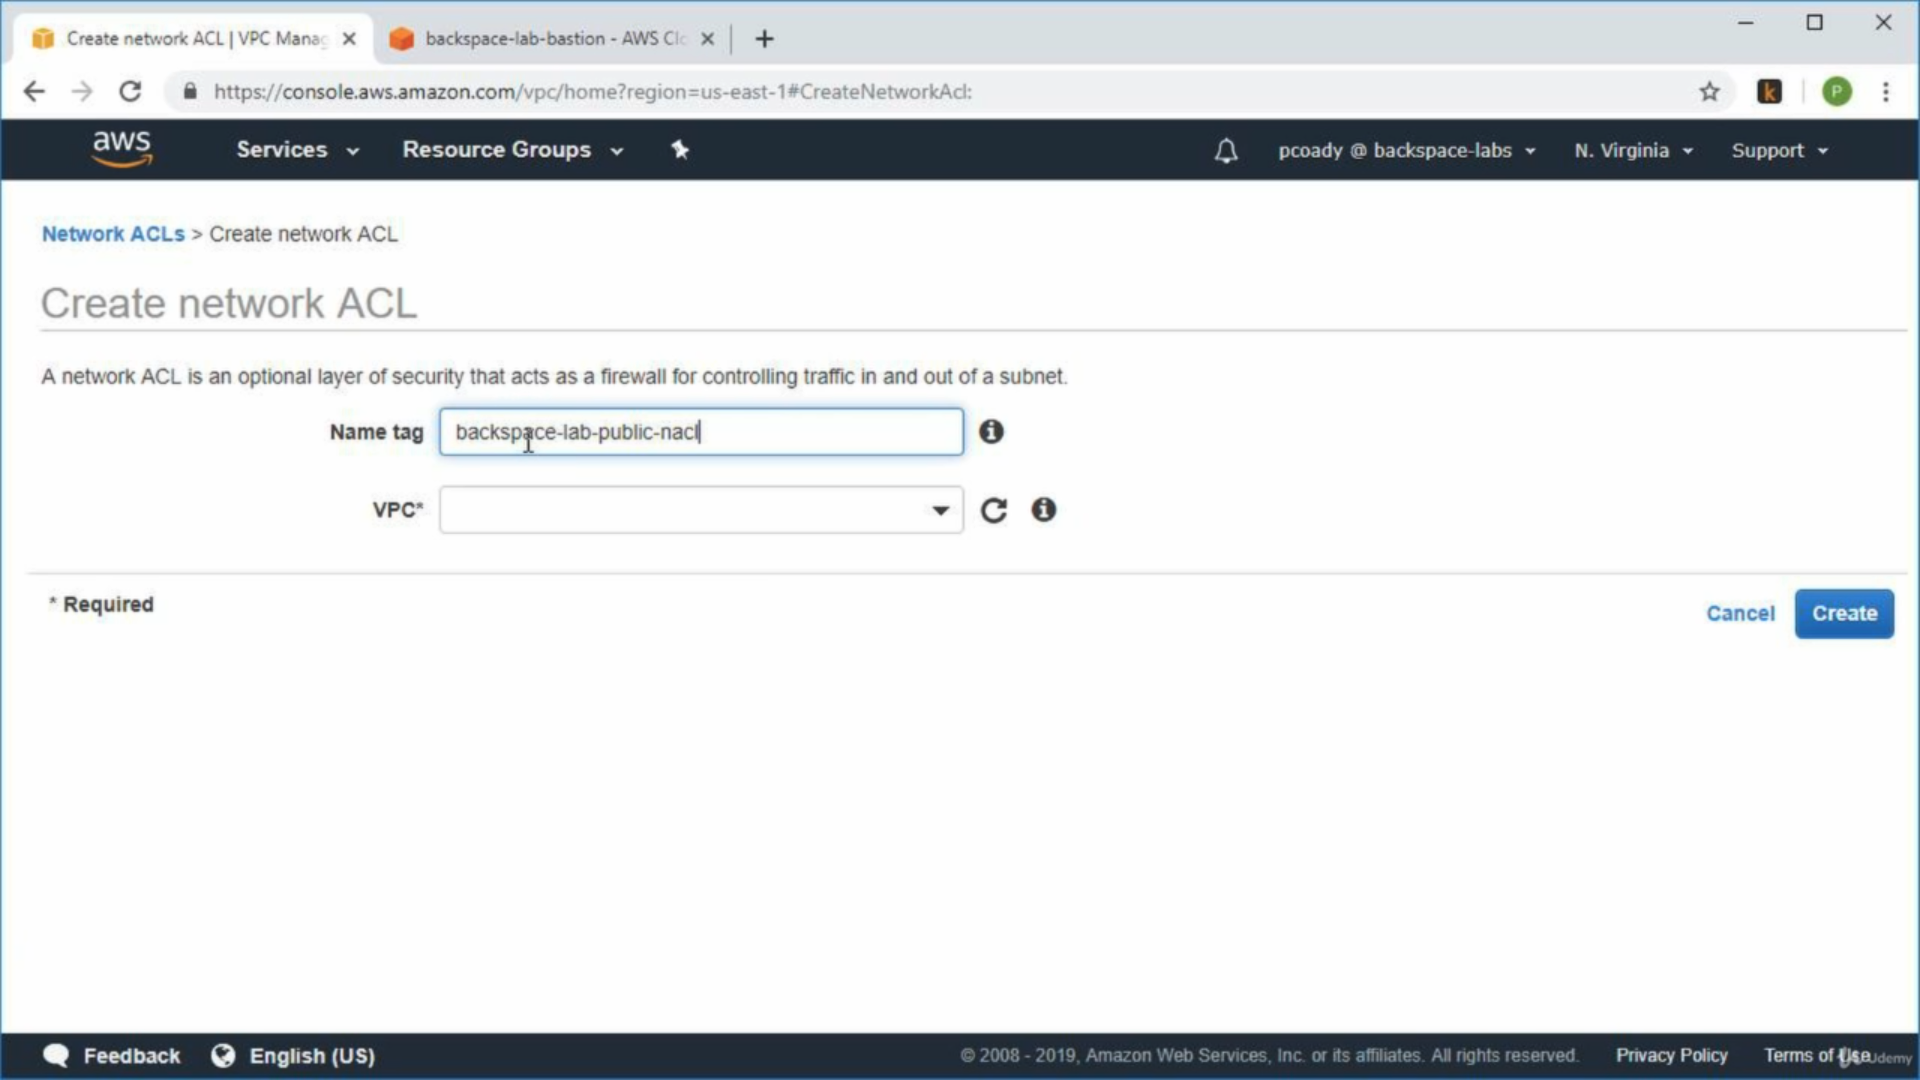 Create network ACL | VPC Manag
backspace-lab-bastion - AWS Clo
https://console.aws.amazon.com/vpc/home?region=us-east-1#CreateNetworkAcl:
k
P
aws
Services
Resource Groups
pcoady @ backspace-labs
N. Virginia
Support
Network ACLs > Create network ACL
Create network ACL
A network ACL is an optional layer of security that acts as a firewall for controlling traffic in and out of a subnet.
Name tag
backspace-lab-public-nacl
VPC*
* Required
Cancel
Create
Feedback
English (US)
© 2008 - 2019, Amazon Web Services, Inc. or its affiliates. All rights reserved.
Privacy Policy
Terms of Use
Udemy